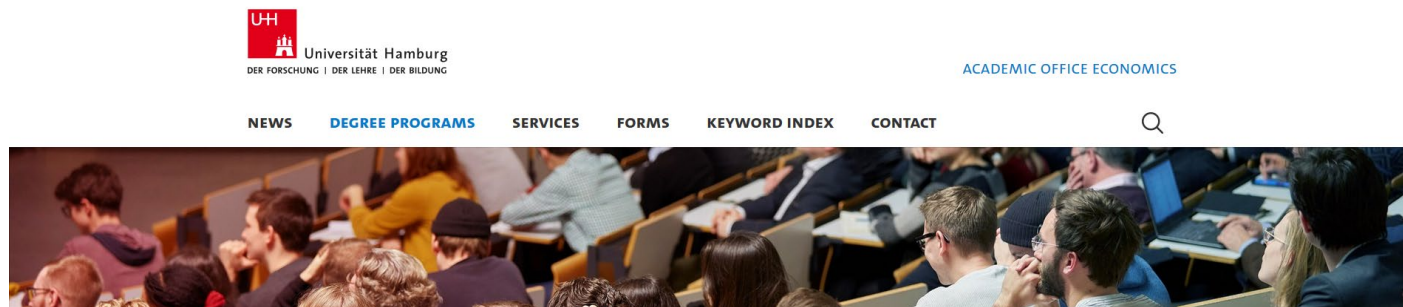 UHH
Universität Hamburg
DER FORSCHUNG | DER LEHRE | DER BILDUNG
ACADEMIC OFFICE ECONOMICS
NEWS DEGREE PROGRAMS SERVICES FORMS KEYWORD INDEX CONTACT